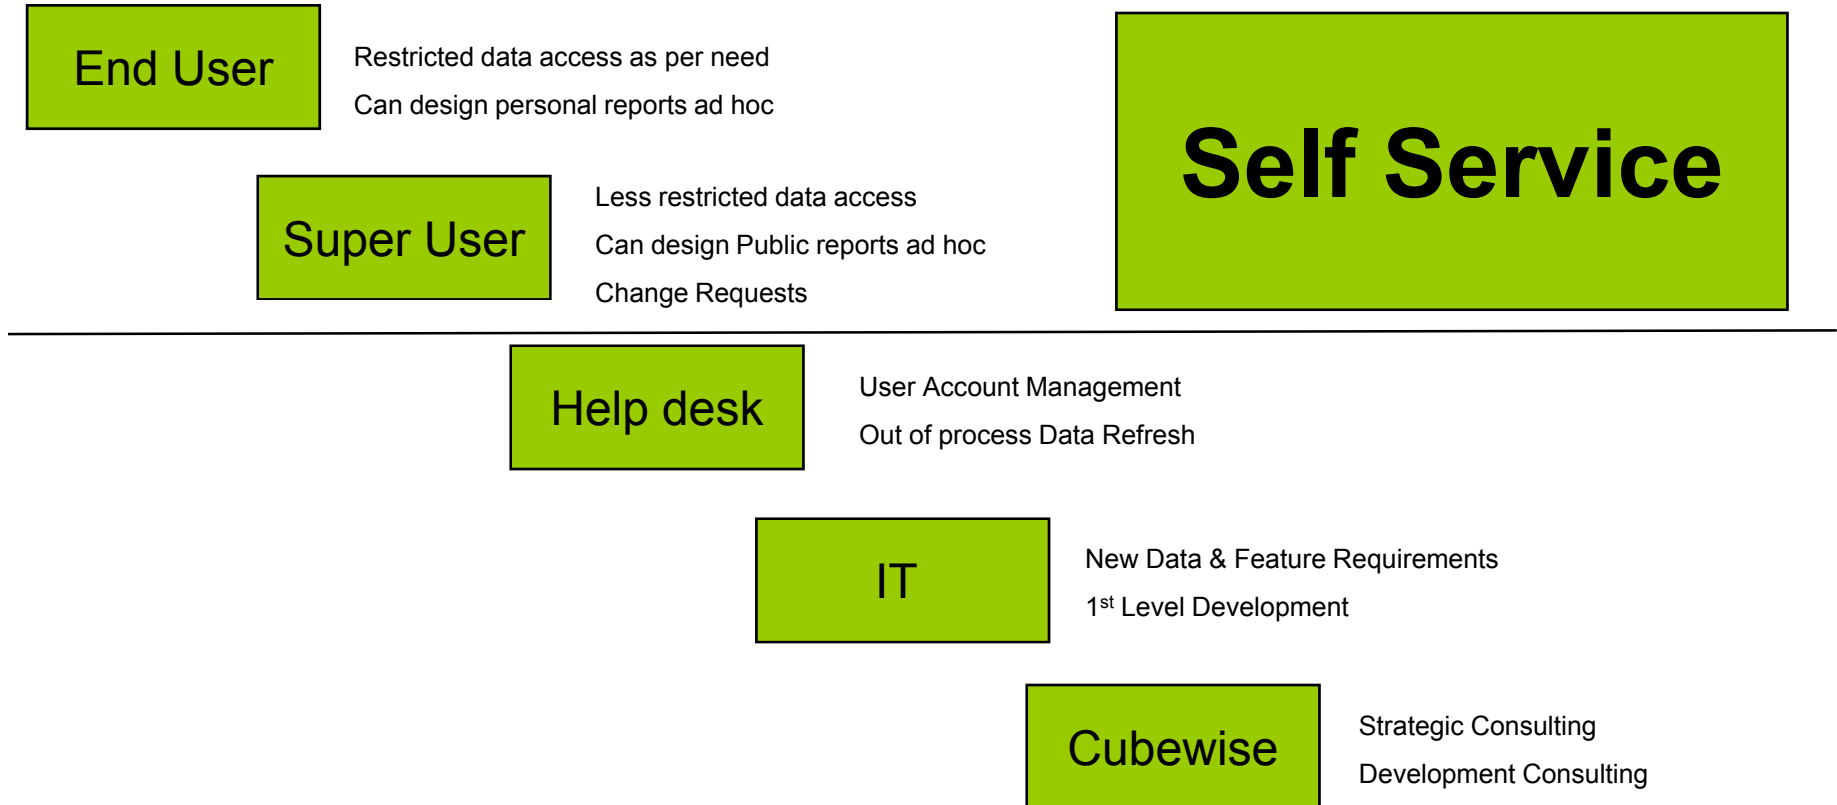 End User
Restricted data access as per need
Can design personal reports ad hoc
Self Service
Super User
Less restricted data access
Can design Public reports ad hoc
Change Requests
Help desk
User Account Management
Out of process Data Refresh
IT
New Data & Feature Requirements
1st Level Development
Cubewise
Strategic Consulting
Development Consulting